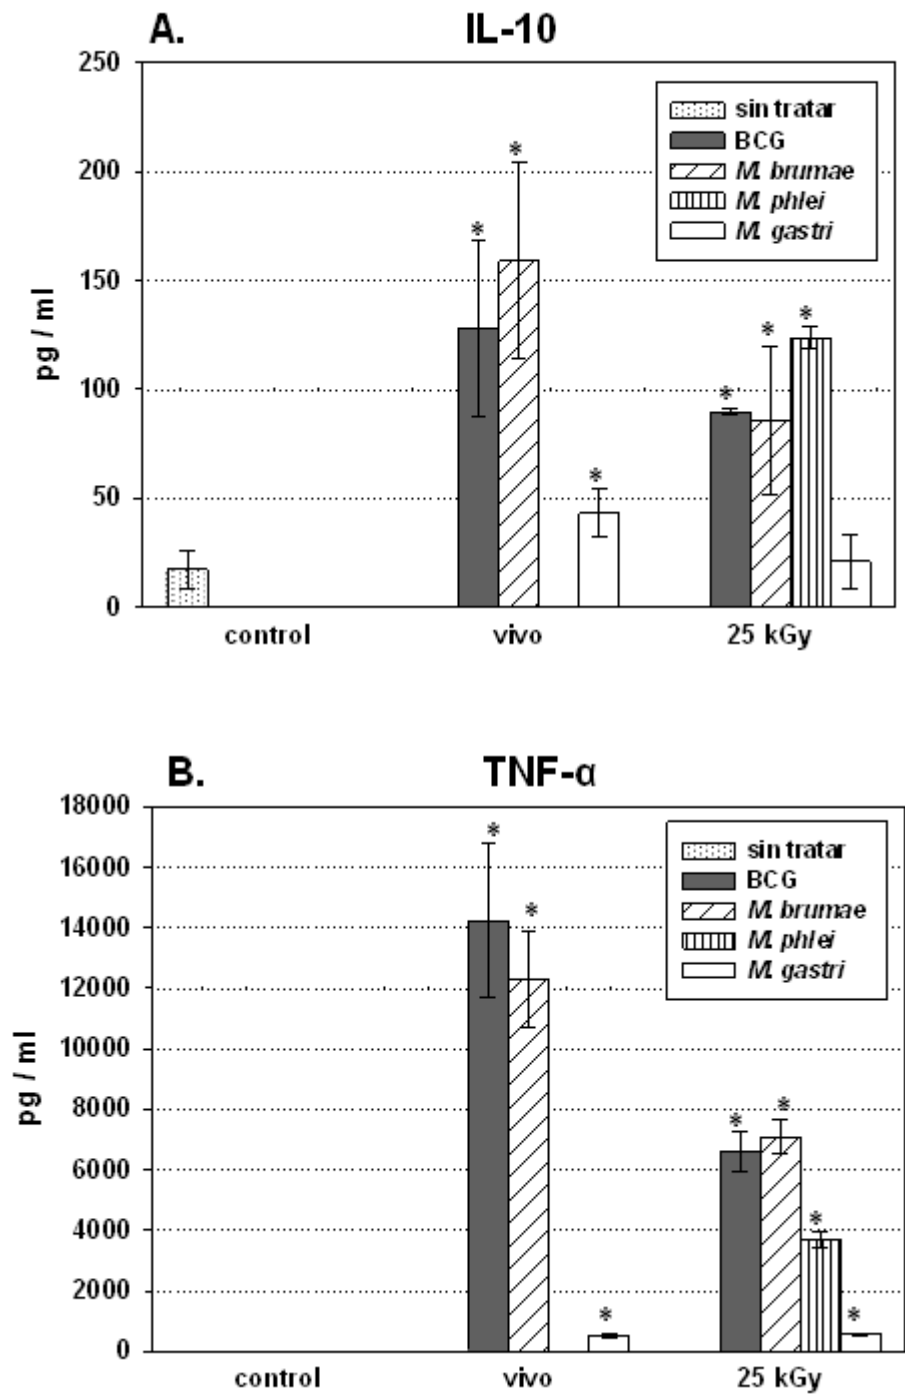 A. IL-10
250
200
150
100
50
0
pg / ml
sin tratar
BCG
M. brumae
M. phlei
M. gastri
*
*
*
*
*
*
control vivo 25 kGy
B. TNF-α
18000
16000
14000
12000
10000
8000
6000
4000
2000
0
pg / ml
sin tratar
BCG
M. brumae
M. phlei
M. gastri
*
*
*
*
*
*
*
control vivo 25 kGy